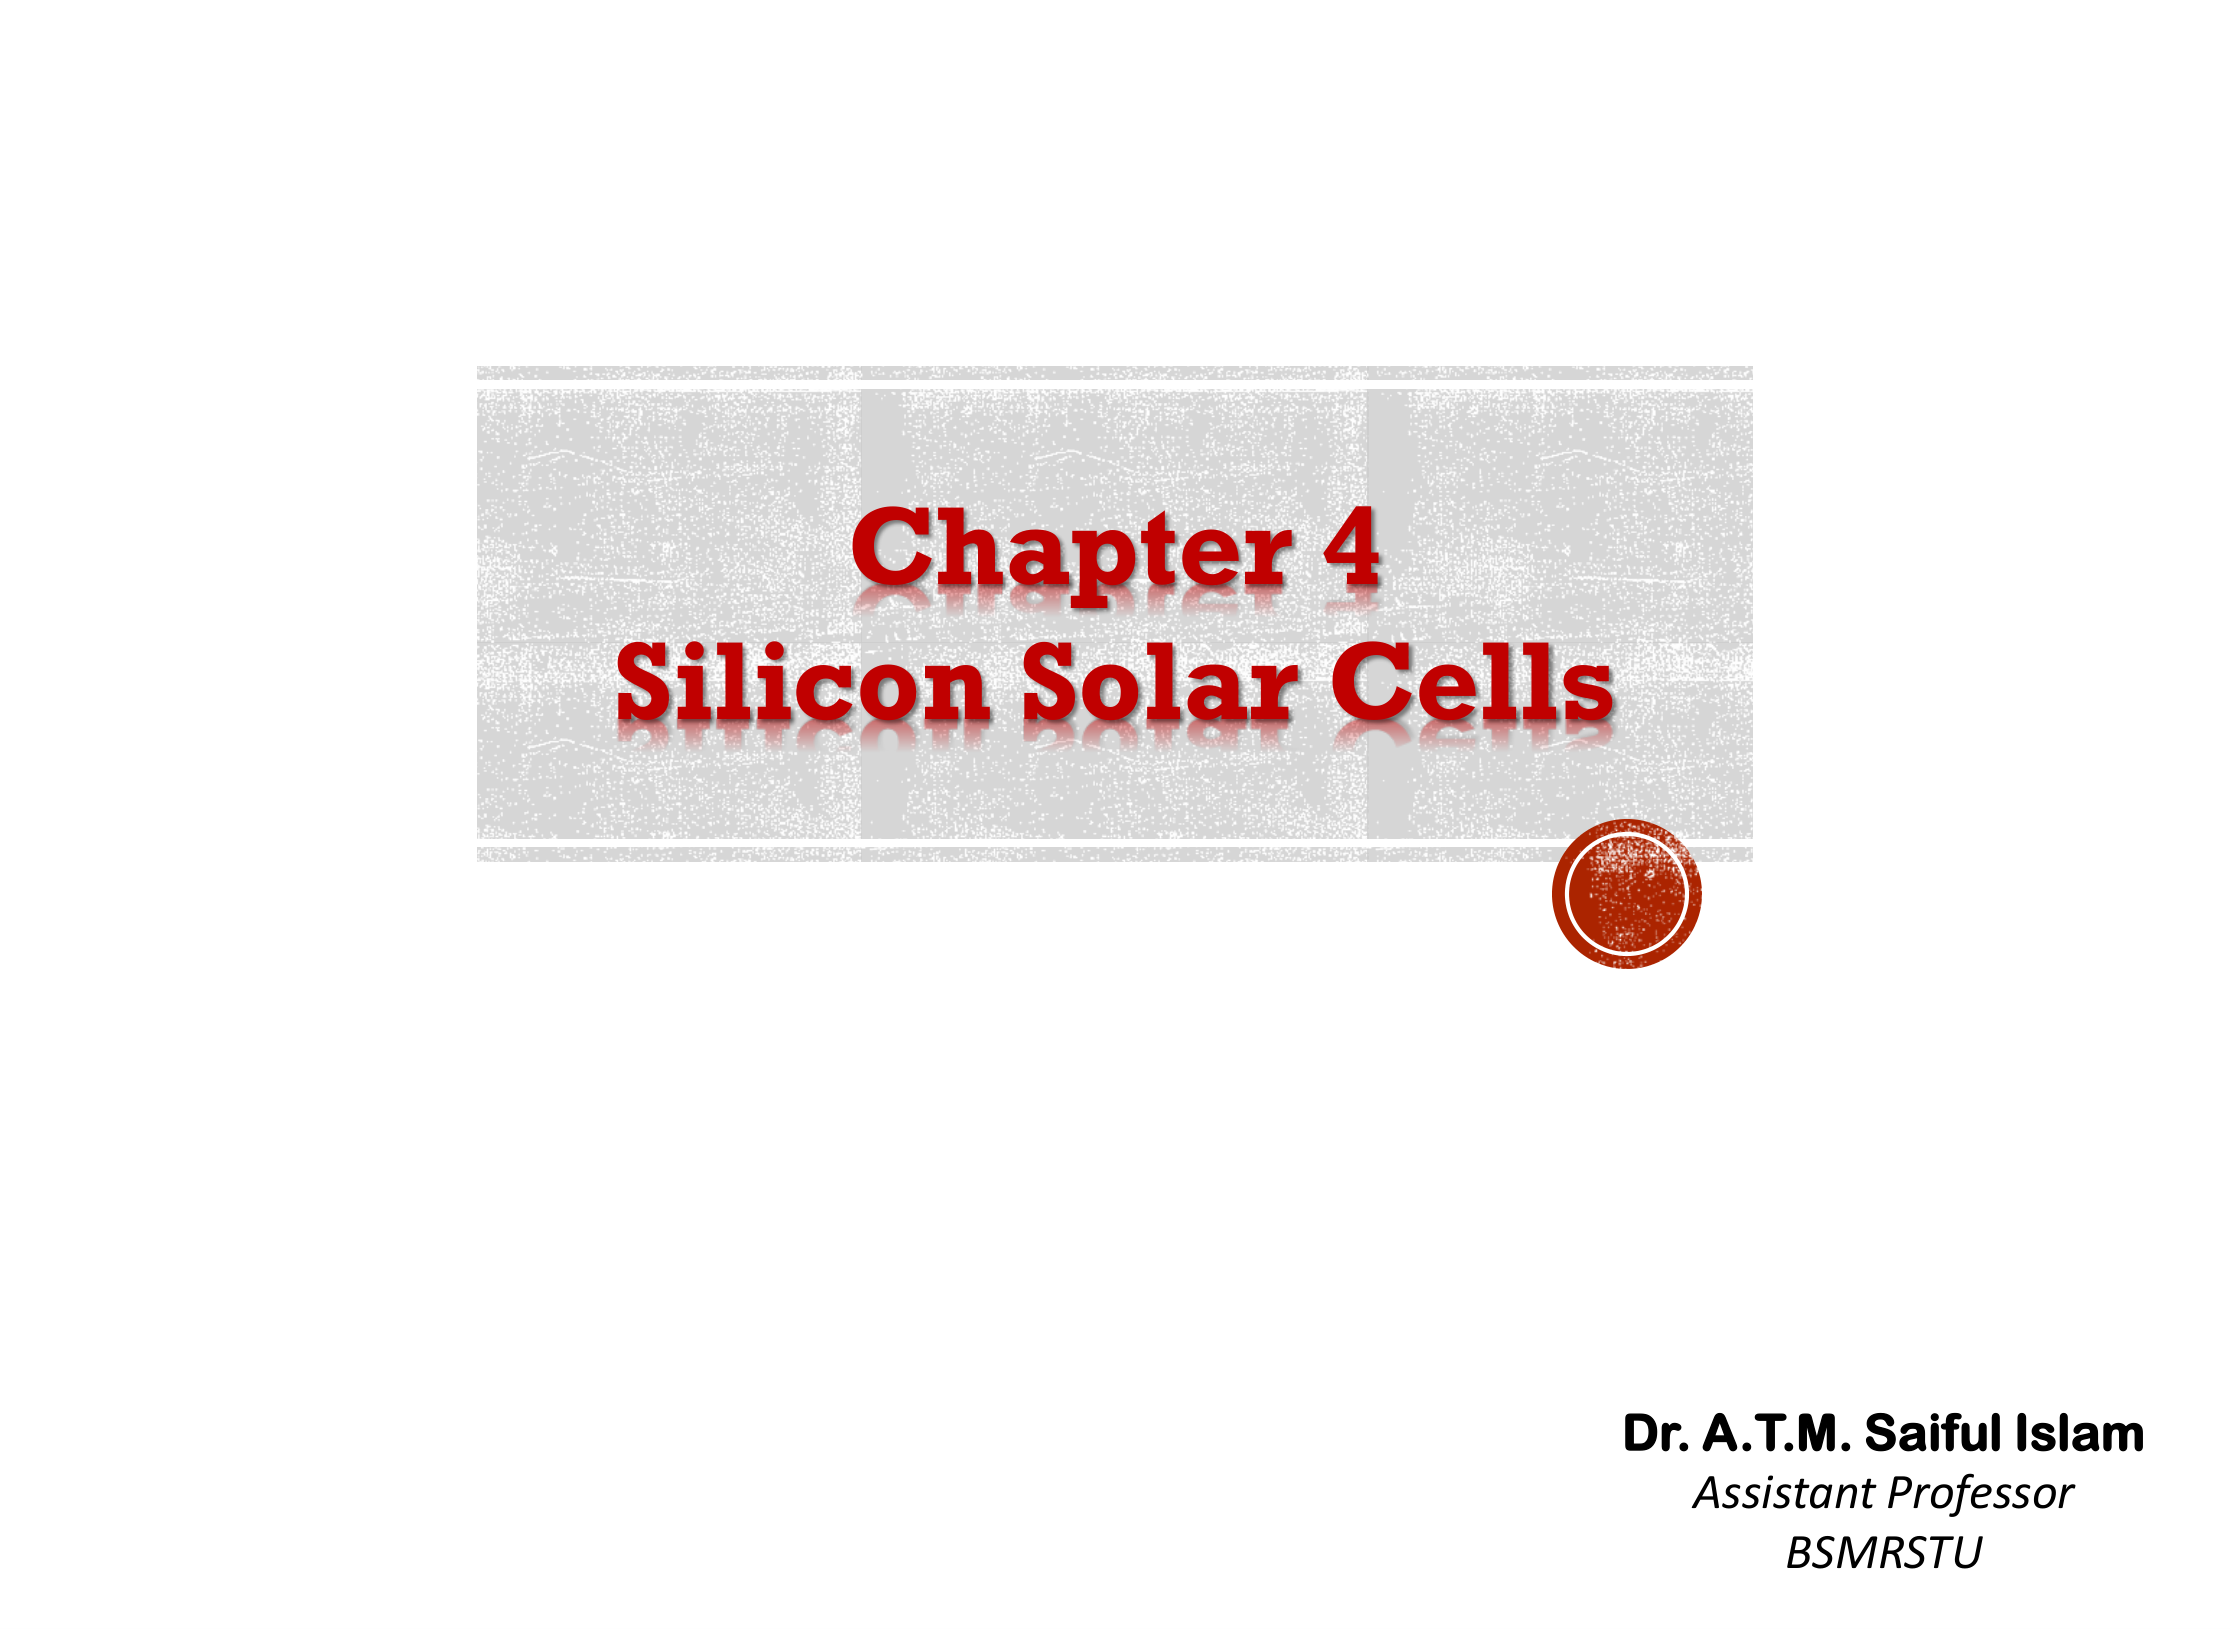 Chapter 4
Silicon Solar Cells
Dr. A.T.M. Saiful Islam
Assistant Professor
BSMRSTU